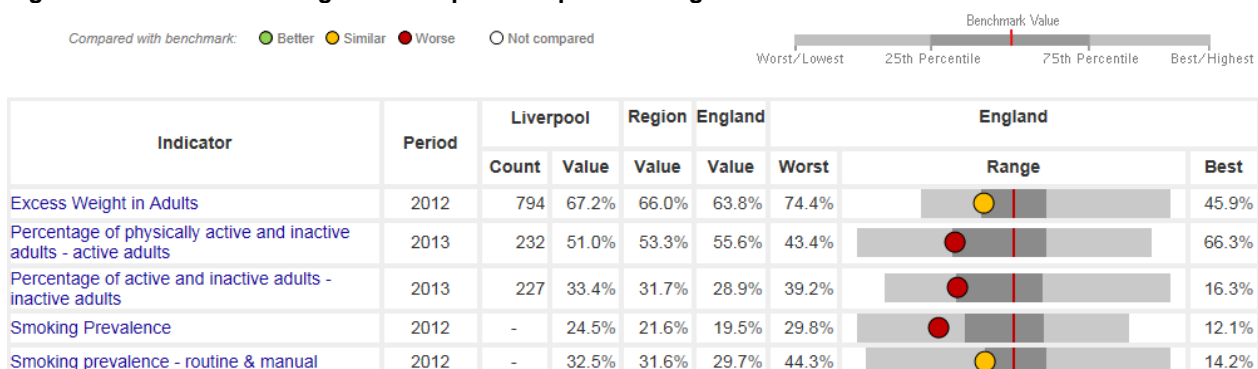 Compared with benchmark: Better Similar Worse Not compared
Benchmark Value
Worst/Lowest 25th Percentile 75th Percentile Best/Highest
Indicator Period Liverpool Region England England
Count Value Value Value Worst Range Best
Excess Weight in Adults 2012 794 67.2% 66.0% 63.8% 74.4% 45.9%
Percentage of physically active and inactive
adults - active adults 2013 232 51.0% 53.3% 55.6% 43.4% 66.3%
Percentage of active and inactive adults -
inactive adults 2013 227 33.4% 31.7% 28.9% 39.2% 16.3%
Smoking Prevalence 2012 - 24.5% 21.6% 19.5% 29.8% 12.1%
Smoking prevalence - routine & manual 2012 - 32.5% 31.6% 29.7% 44.3% 14.2%